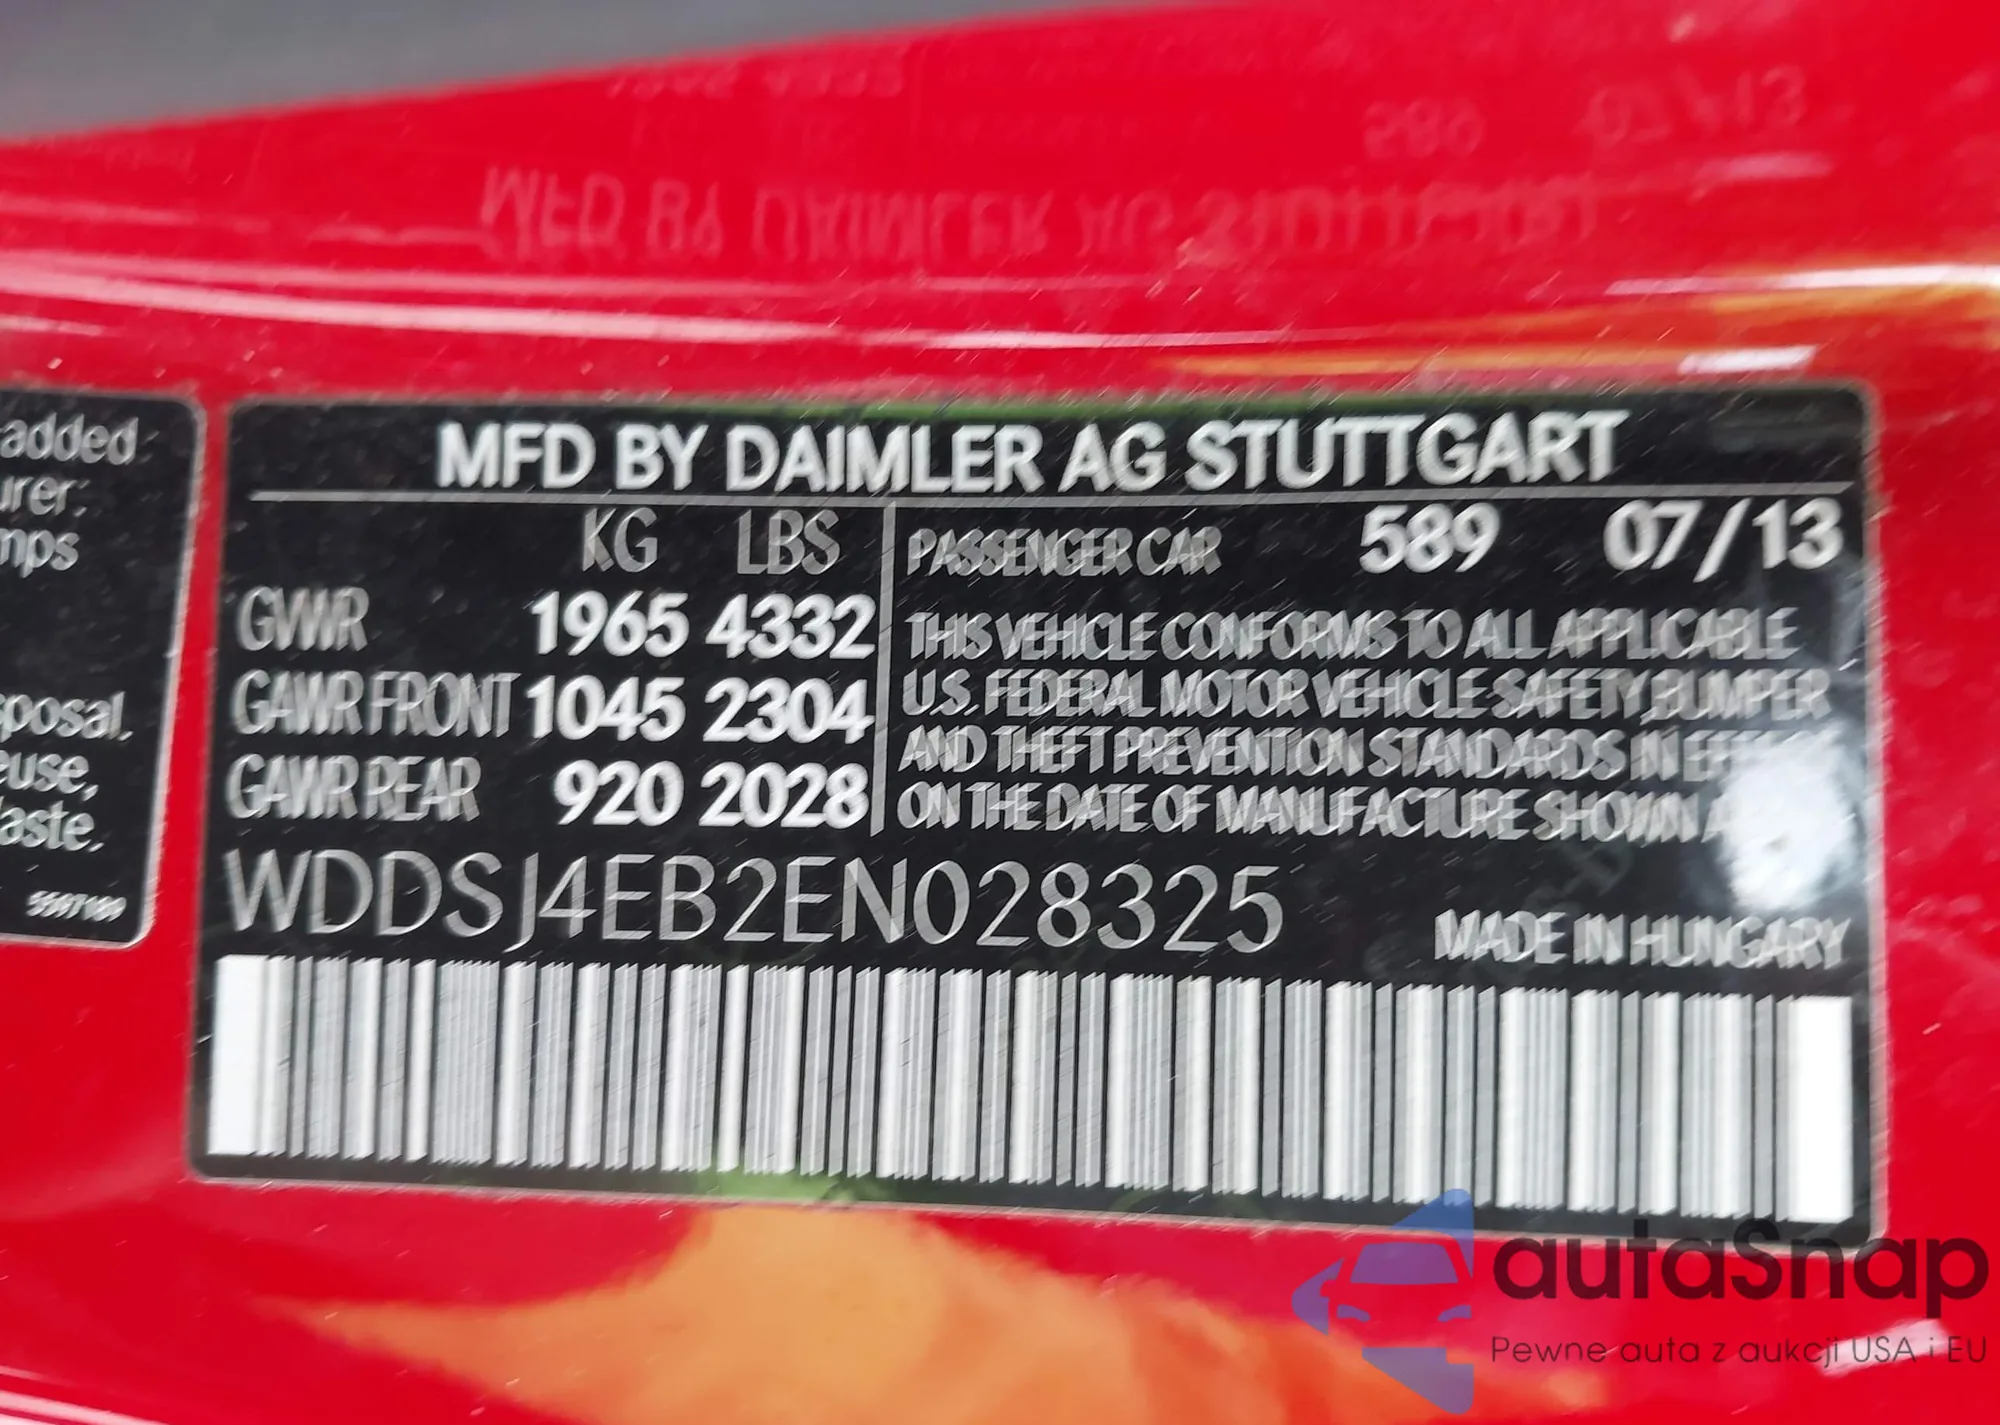 added
urer:
mps
sposal.
euse,
aste.
MFD BY DAIMLER AG STUTTGART
KG LBS
GVWR 1965 4332
GAWR FRONT 1045 2304
GAWR REAR 920 2028
PASSENGER CAR 589 07/13
THIS VEHICLE CONFORMS TO ALL APPLICABLE
U.S. FEDERAL MOTOR VEHICLE SAFETY, BUMPER
AND THEFT PREVENTION STANDARDS IN
ON THE DATE OF MANUFACTURE SHOWN
WDDSJ4EB2EN028325
MADE IN HUNGARY
autaSnap
Pewne auta z aukcji USA i EU